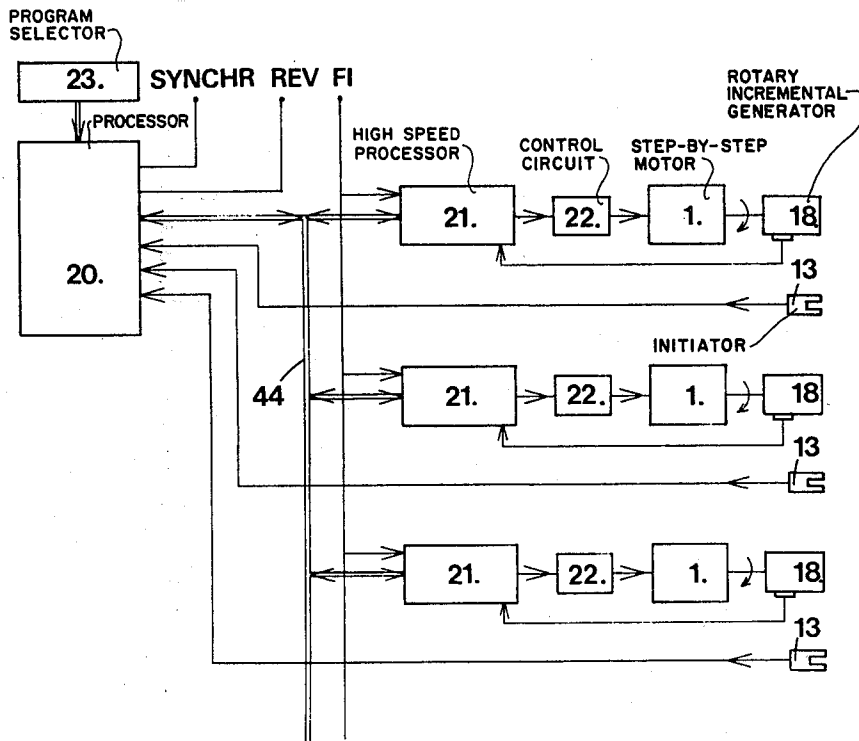 PROGRAM
SELECTOR
23.
SYNCHR REV FI
PROCESSOR
20.
HIGH SPEED
PROCESSOR
CONTROL
CIRCUIT
STEP-BY-STEP
MOTOR
ROTARY
INCREMENTAL
GENERATOR
21.
22.
1.
18.
13
INITIATOR
44
21.
22.
1.
18
13
21.
22.
1.
18.
13